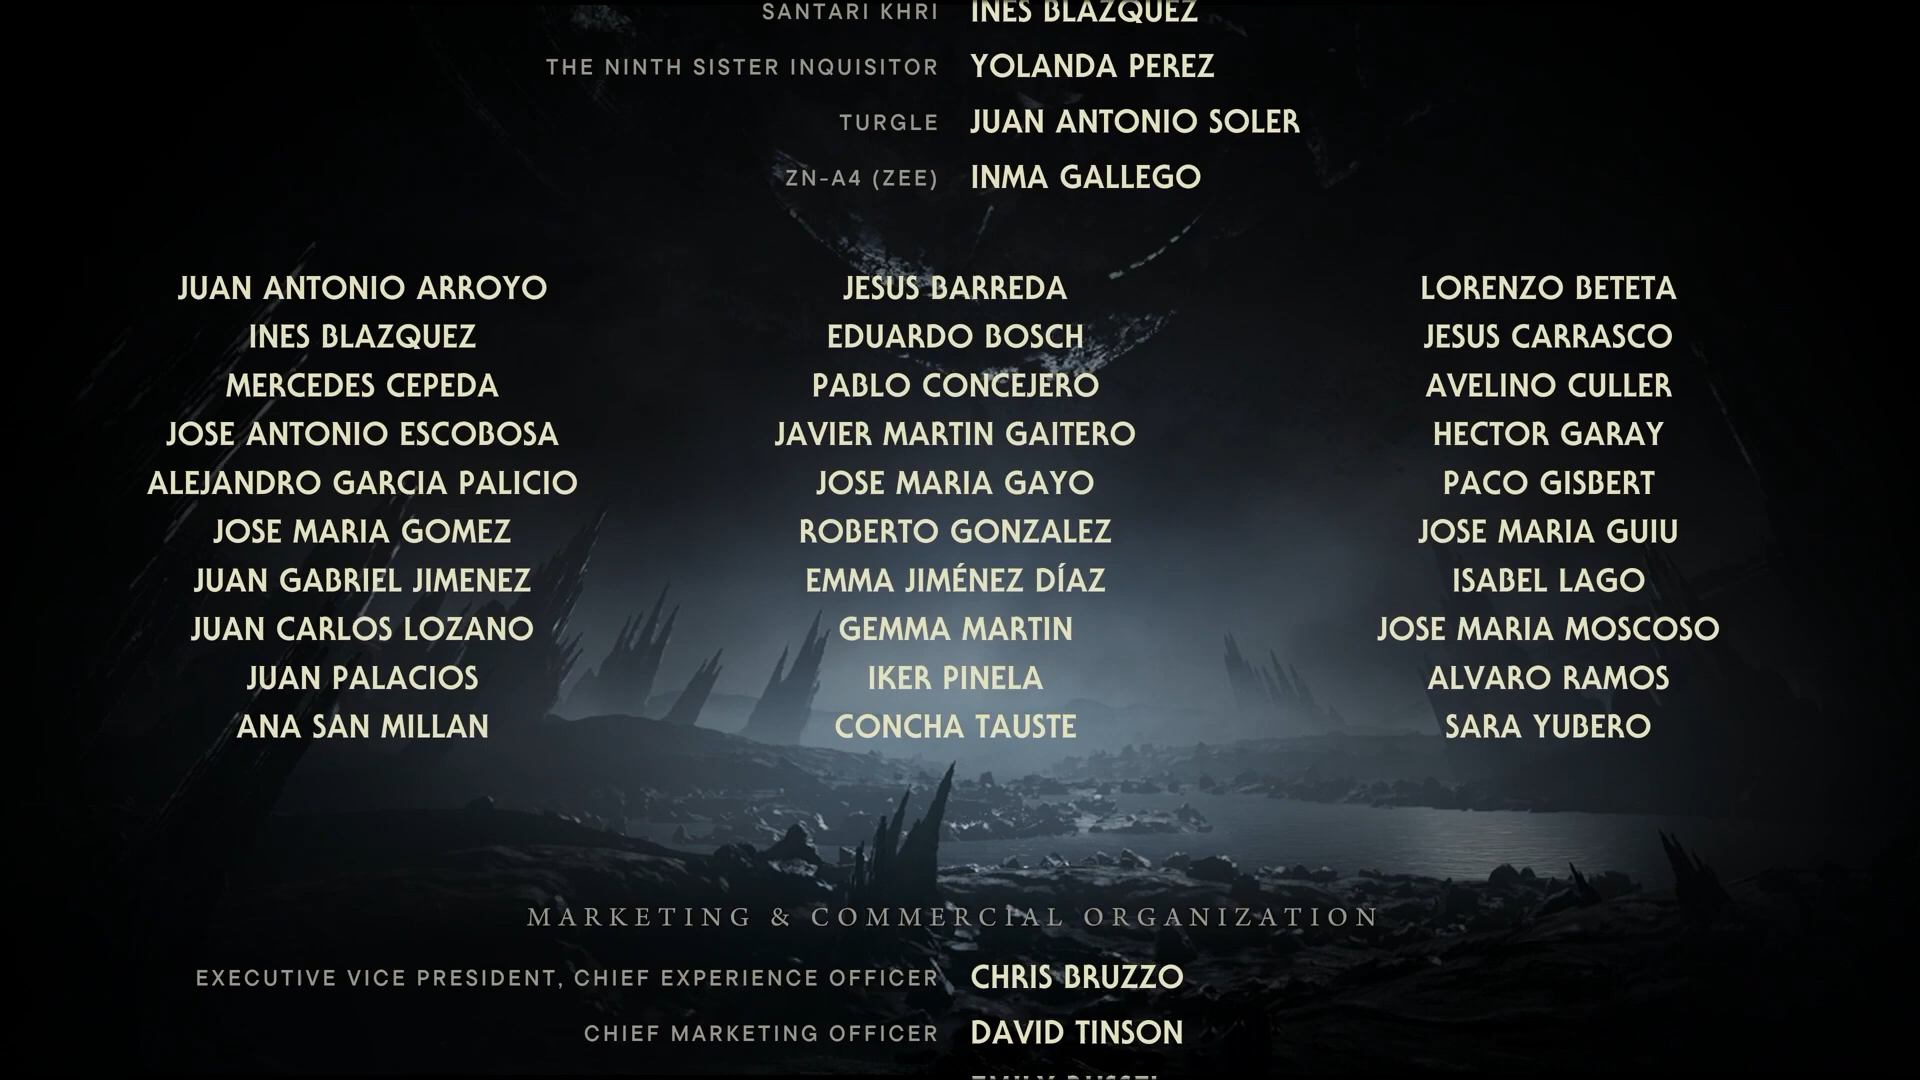 SANTARI KHRI INES BLAZQUEZ
THE NINTH SISTER INQUISITOR YOLANDA PEREZ
TURGLE JUAN ANTONIO SOLER
ZN-A4 (ZEE) INMA GALLEGO
JUAN ANTONIO ARROYO JESUS BARREDA LORENZO BETETA
INES BLAZQUEZ EDUARDO BOSCH JESUS CARRASCO
MERCEDES CEPEDA PABLO CONCEJERO AVELINO CULLER
JOSE ANTONIO ESCOBOSA JAVIER MARTIN GAITERO HECTOR GARAY
ALEJANDRO GARCIA PALICIO JOSE MARIA GAYO PACO GISBERT
JOSE MARIA GOMEZ ROBERTO GONZALEZ JOSE MARIA GUIU
JUAN GABRIEL JIMENEZ EMMA JIMÉNEZ DÍAZ ISABEL LAGO
JUAN CARLOS LOZANO GEMMA MARTIN JOSE MARIA MOSCOSO
JUAN PALACIOS IKER PINELA ALVARO RAMOS
ANA SAN MILLAN CONCHA TAUSTE SARA YUBERO
MARKETING & COMMERCIAL ORGANIZATION
EXECUTIVE VICE PRESIDENT, CHIEF EXPERIENCE OFFICER CHRIS BRUZZO
CHIEF MARKETING OFFICER DAVID TINSON